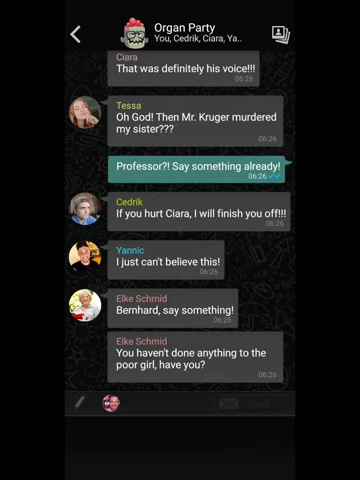 Organ Party
You, Cedrik, Ciara, Ya..
Ciara
That was definitely his voice!!!
06:26
Tessa
Oh God! Then Mr. Kruger murdered
my sister???
06:26
Professor?! Say something already!
06:26
Cedrik
If you hurt Ciara, I will finish you off!!!
06:26
Yannic
I just can't believe this!
06:26
Elke Schmid
Bernhard, say something!
06:26
Elke Schmid
You haven't done anything to the
poor girl, have you?
06:26
Send